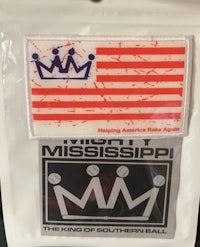 Helping America Rake Again
MIGHTY
MISSISSIPPI
THE KING OF SOUTHERN BALL